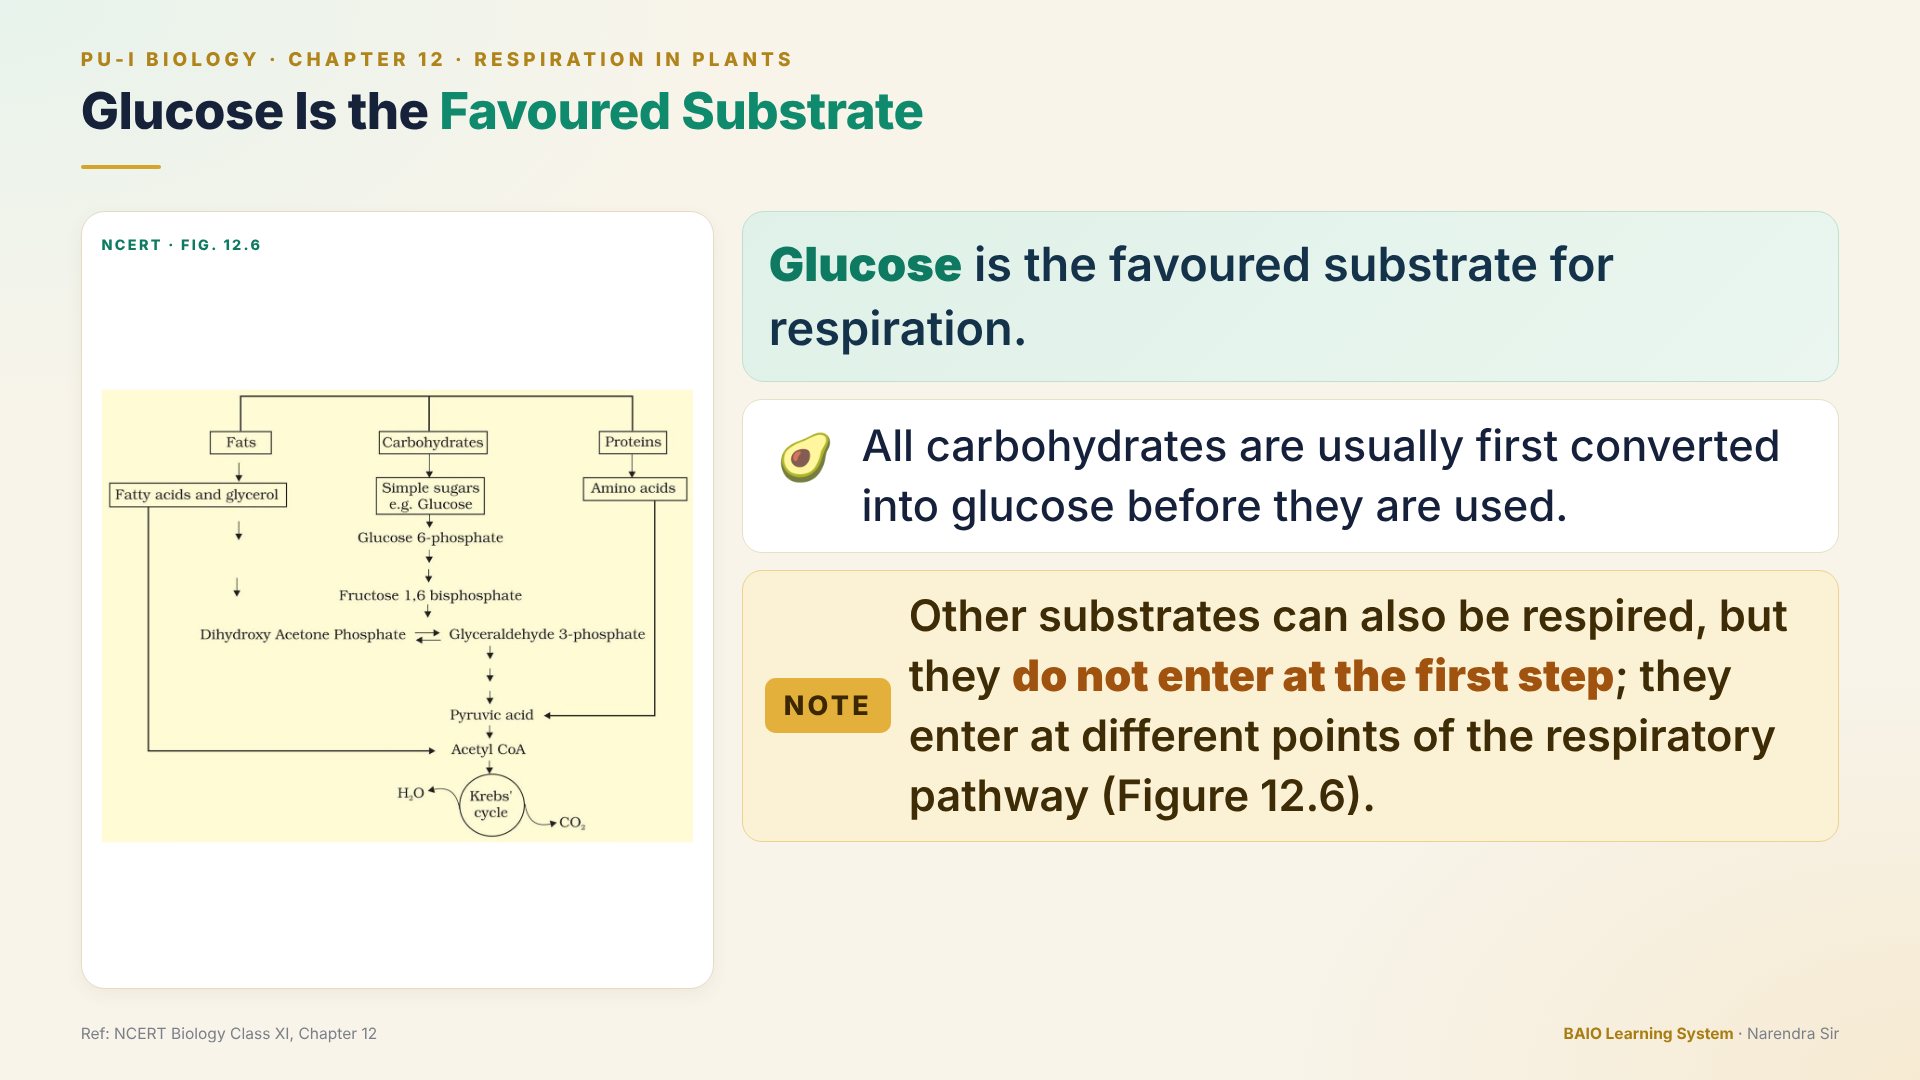 PU-I BIOLOGY · CHAPTER 12 · RESPIRATION IN PLANTS
Glucose Is the Favoured Substrate
NCERT · FIG. 12.6
Fats
Carbohydrates
Proteins
Fatty acids and glycerol
Simple sugars
e.g. Glucose
Amino acids
Glucose 6-phosphate
Fructose 1,6 bisphosphate
Dihydroxy Acetone Phosphate
Glyceraldehyde 3-phosphate
Pyruvic acid
Acetyl CoA
H₂O
Krebs'
cycle
CO₂
Glucose is the favoured substrate for
respiration.
All carbohydrates are usually first converted
into glucose before they are used.
NOTE
Other substrates can also be respired, but
they do not enter at the first step; they
enter at different points of the respiratory
pathway (Figure 12.6).
Ref: NCERT Biology Class XI, Chapter 12
BAIO Learning System · Narendra Sir